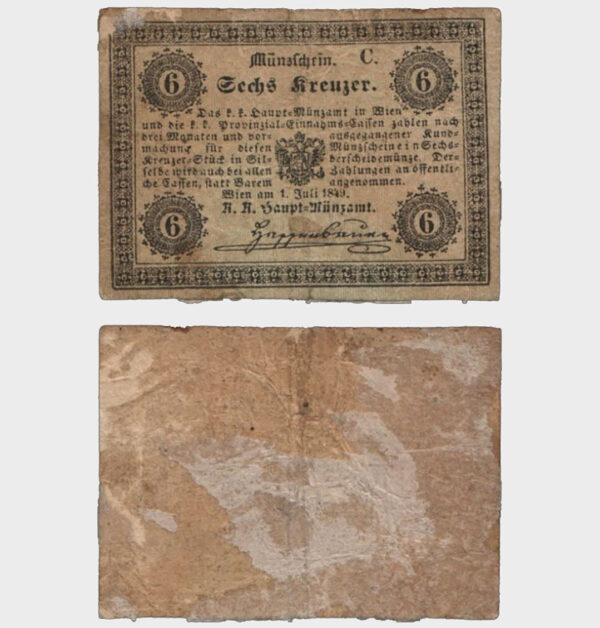 Münzschein. C.
6 Sechs Kreuzer. 6
Das k. k. Haupt=Münzamt in Wien
und die k. k. Provinzial=Einnahms=Cassen zahlen nach
drei Monaten und vor= ausgegangener Kund=
machung für diesen Münzscheine in Sechs=
Kreuzer=Stück in Sil= berscheidemünze. Der=
selbe wird auch bei allen Zahlungen an öffentli=
che Cassen, statt Barem angenommen.
Wien am 1. Juli 1849.
K. K. Haupt=Münzamt.
6 6